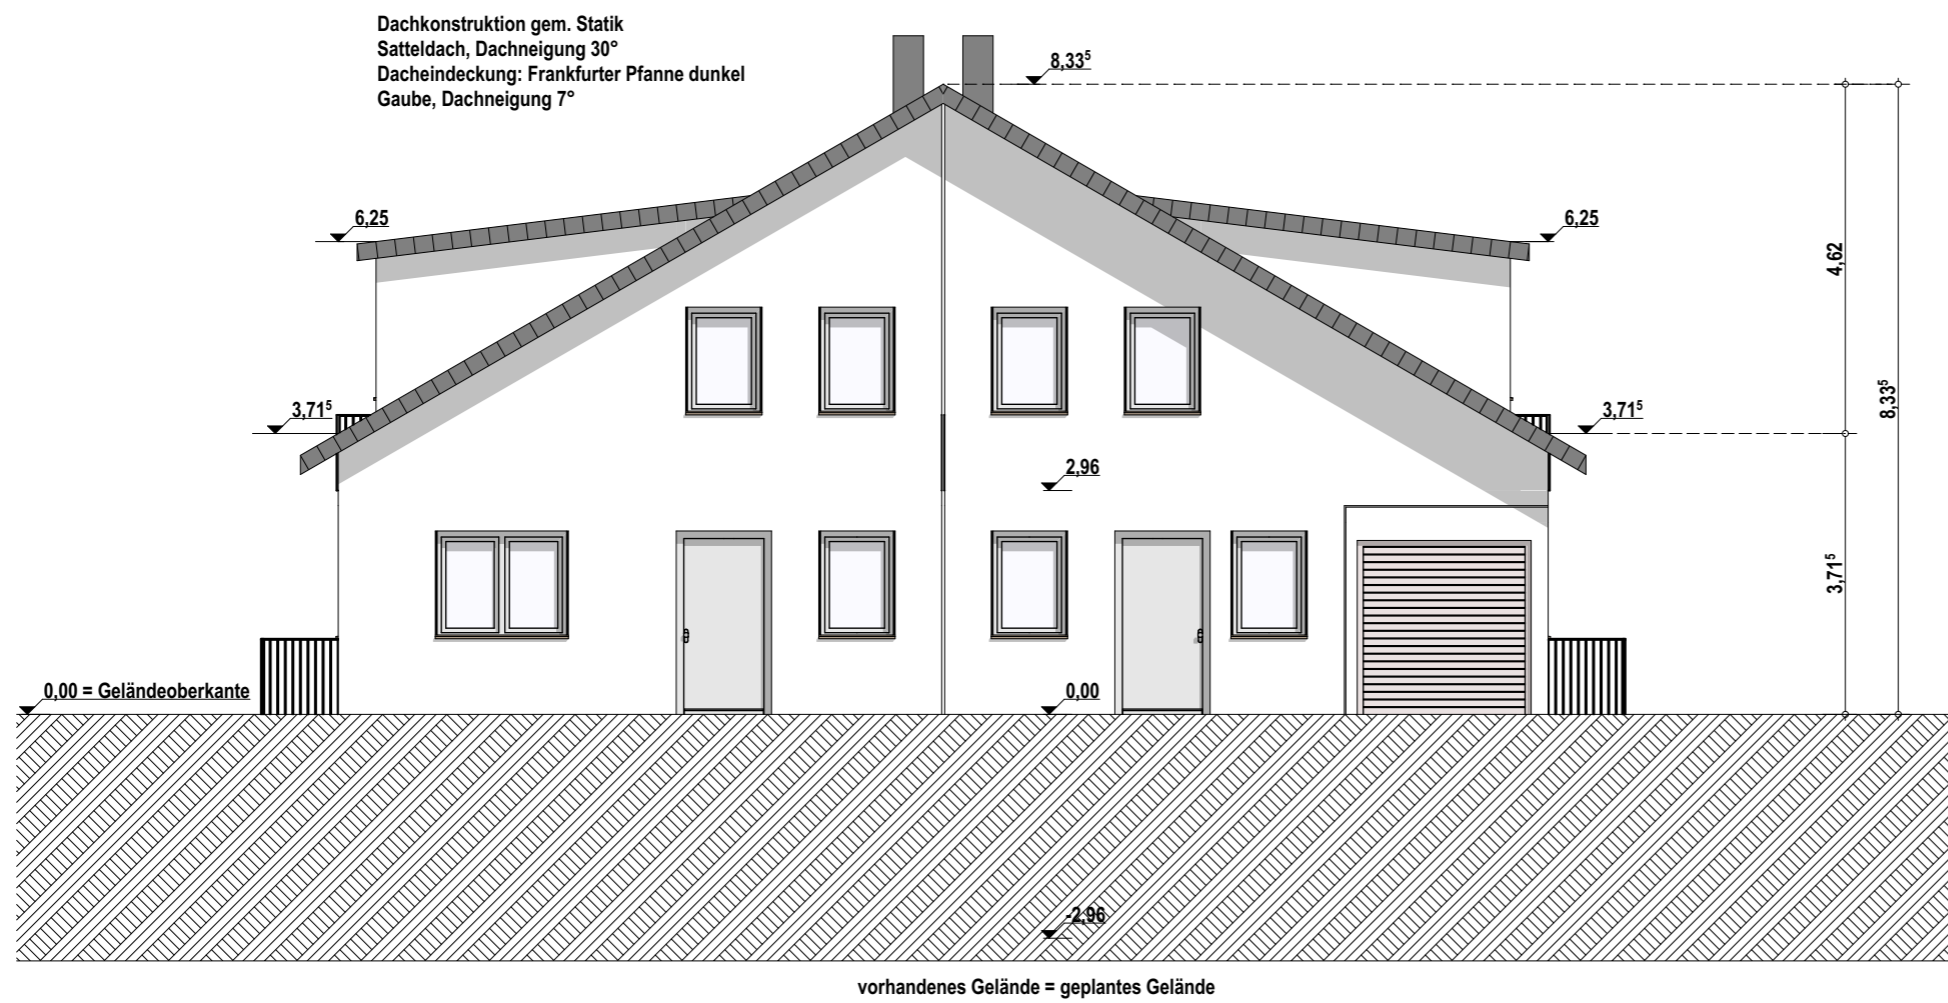 Dachkonstruktion gem. Statik
Satteldach, Dachneigung 30°
Dacheindeckung: Frankfurter Pfanne dunkel
Gaube, Dachneigung 7°
8,33⁵
6,25
6,25
4,62
3,71⁵
3,71⁵
8,33⁵
2,96
3,71⁵
0,00 = Geländeoberkante
0,00
-2,96
vorhandenes Gelände = geplantes Gelände